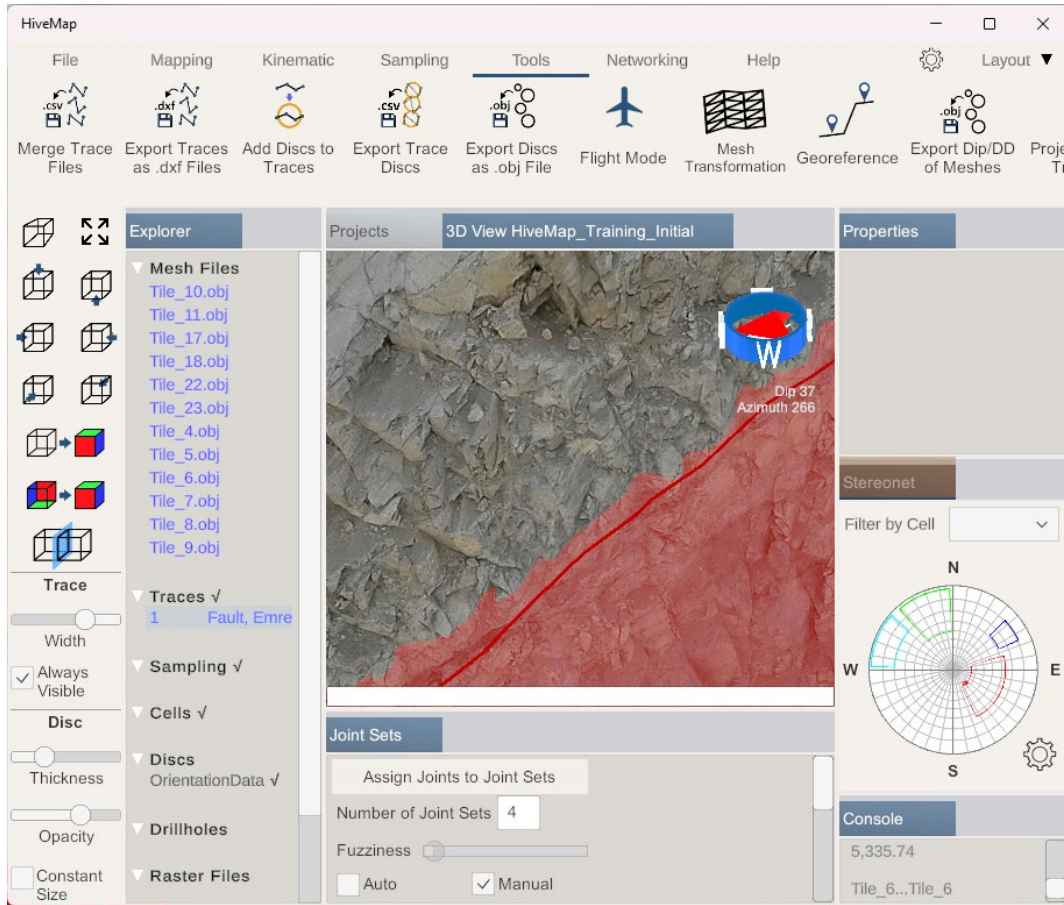 HiveMap
File Mapping Kinematic Sampling Tools Networking Help Layout ▼
.csv .dxf .csv .obj .obj
Merge Trace Files
Export Traces as .dxf Files
Add Discs to Traces
Export Trace Discs
Export Discs as .obj File
Flight Mode
Mesh Transformation
Georeference
Export Dip/DD of Meshes
Trace
Width
Always Visible
Disc
Thickness
Opacity
Constant Size
Explorer
Mesh Files
Tile_10.obj
Tile_11.obj
Tile_17.obj
Tile_18.obj
Tile_22.obj
Tile_23.obj
Tile_4.obj
Tile_5.obj
Tile_6.obj
Tile_7.obj
Tile_8.obj
Tile_9.obj
Traces √
1 Fault, Emre
Sampling √
Cells √
Discs
OrientationData √
Drillholes
Raster Files
Projects 3D View HiveMap_Training_Initial
W
Dip 37
Azimuth 266
Joint Sets
Assign Joints to Joint Sets
Number of Joint Sets 4
Fuzziness
Auto Manual
Properties
Stereonet
Filter by Cell
N
W E
S
Console
5,335.74
Tile_6...Tile_6